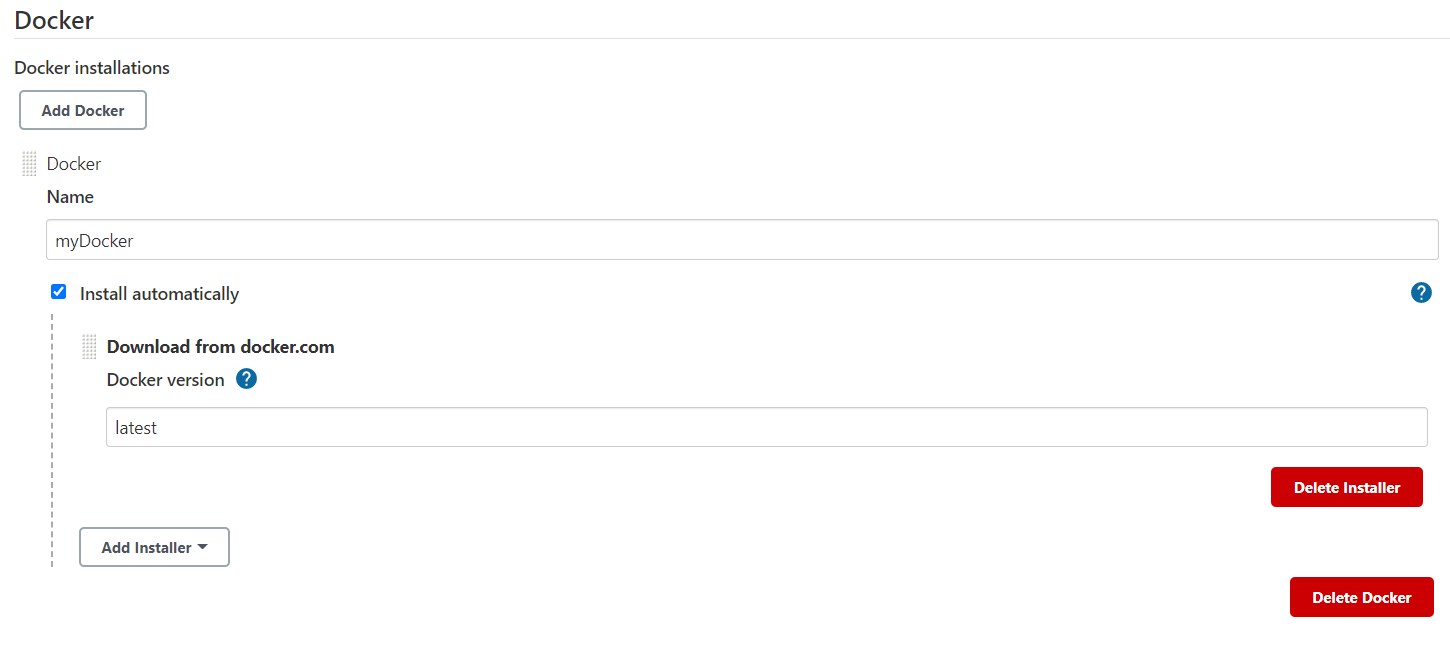 Docker
Docker installations
Add Docker
Docker
Name
myDocker
Install automatically
?
Download from docker.com
Docker version ?
latest
Delete Installer
Add Installer
Delete Docker